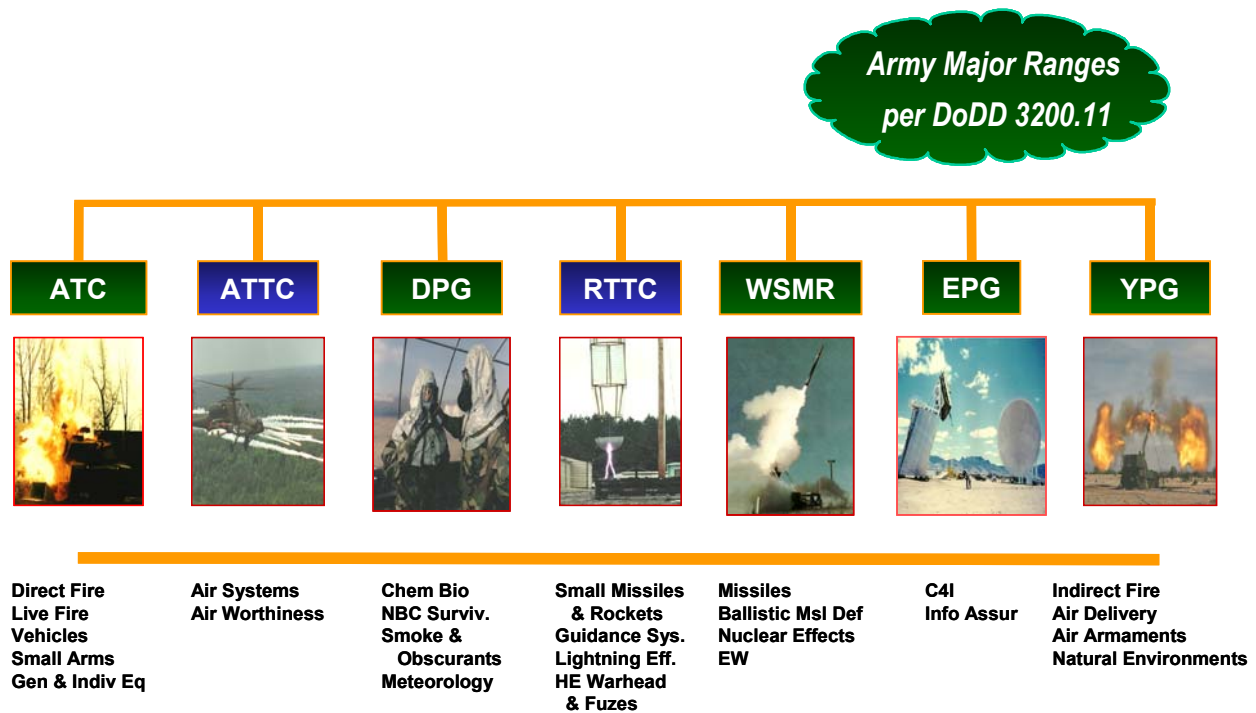 Army Major Ranges
per DoDD 3200.11
ATC
ATTC
DPG
RTTC
WSMR
EPG
YPG
Direct Fire
Live Fire
Vehicles
Small Arms
Gen & Indiv Eq
Air Systems
Air Worthiness
Chem Bio
NBC Surviv.
Smoke &
Obscurants
Meteorology
Small Missiles
& Rockets
Guidance Sys.
Lightning Eff.
HE Warhead
& Fuzes
Missiles
Ballistic Msl Def
Nuclear Effects
EW
C4I
Info Assur
Indirect Fire
Air Delivery
Air Armaments
Natural Environments